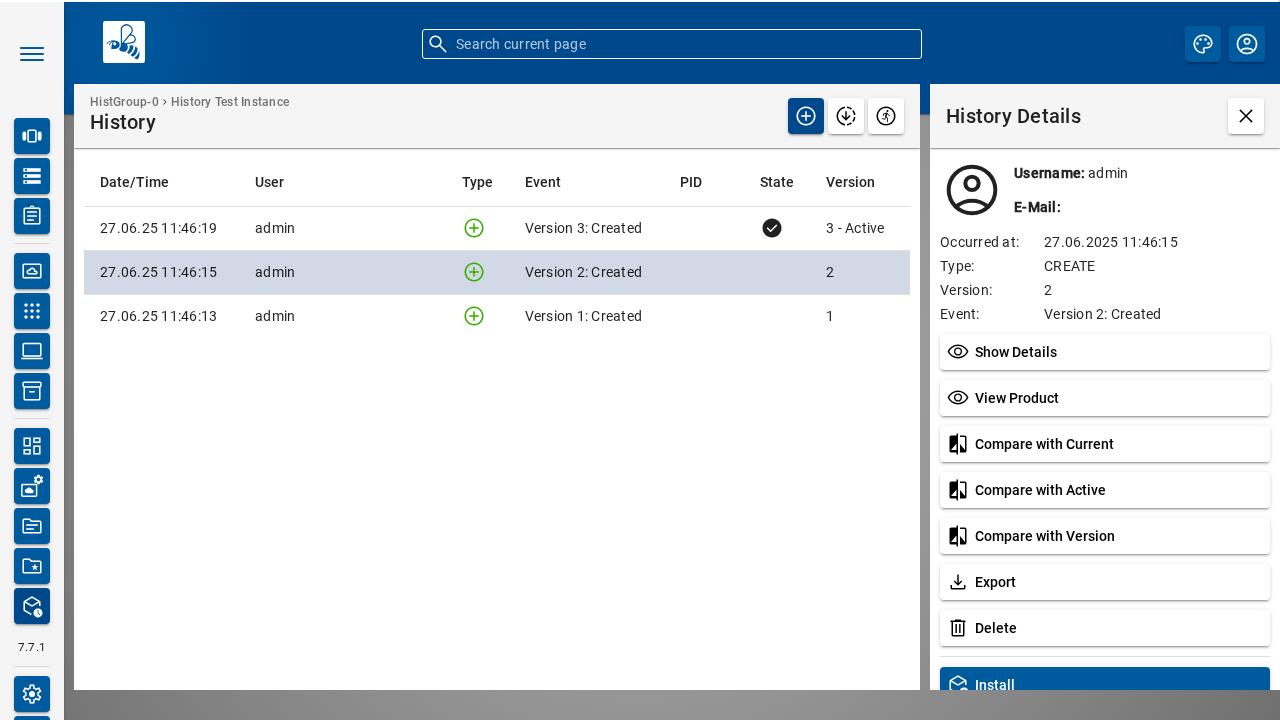 Search current page
HistGroup-0 › History Test Instance
History
Date/Time User Type Event PID State Version
27.06.25 11:46:19 admin Version 3: Created 3 - Active
27.06.25 11:46:15 admin Version 2: Created 2
27.06.25 11:46:13 admin Version 1: Created 1
7.7.1
History Details
Username: admin
E-Mail:
Occurred at: 27.06.2025 11:46:15
Type: CREATE
Version: 2
Event: Version 2: Created
Show Details
View Product
Compare with Current
Compare with Active
Compare with Version
Export
Delete
Install